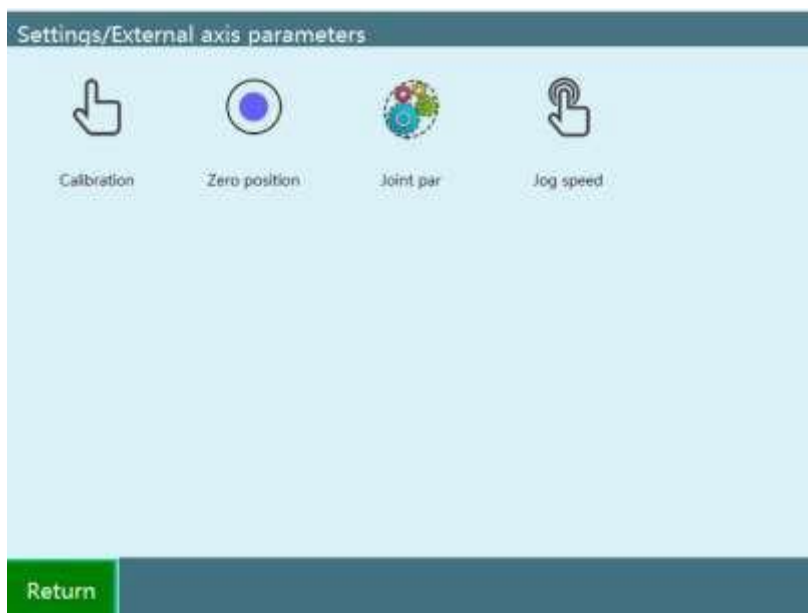 Settings/External axis parameters
Calibration
Zero position
Joint par
Jog speed
Return